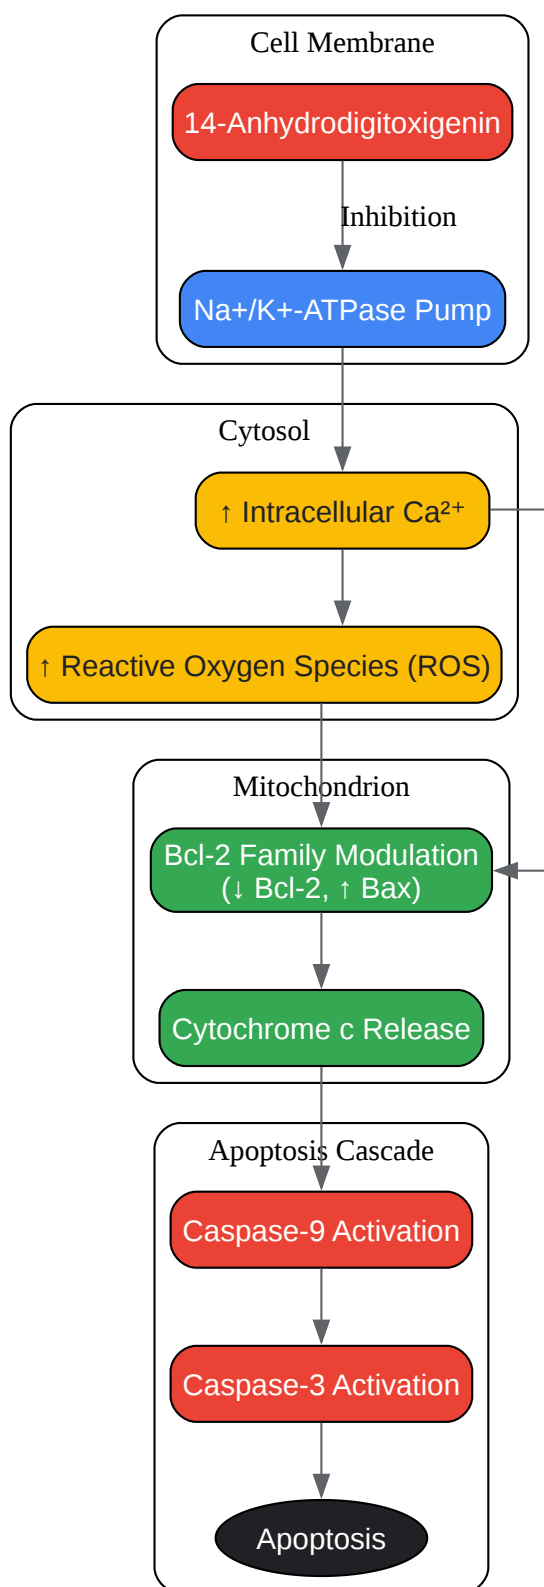 Cell Membrane
14-Anhydrodigitoxigenin
Inhibition
Na+/K+-ATPase Pump
Cytosol
↑ Intracellular Ca²⁺
↑ Reactive Oxygen Species (ROS)
Mitochondrion
Bcl-2 Family Modulation
(↓ Bcl-2, ↑ Bax)
Cytochrome c Release
Apoptosis Cascade
Caspase-9 Activation
Caspase-3 Activation
Apoptosis